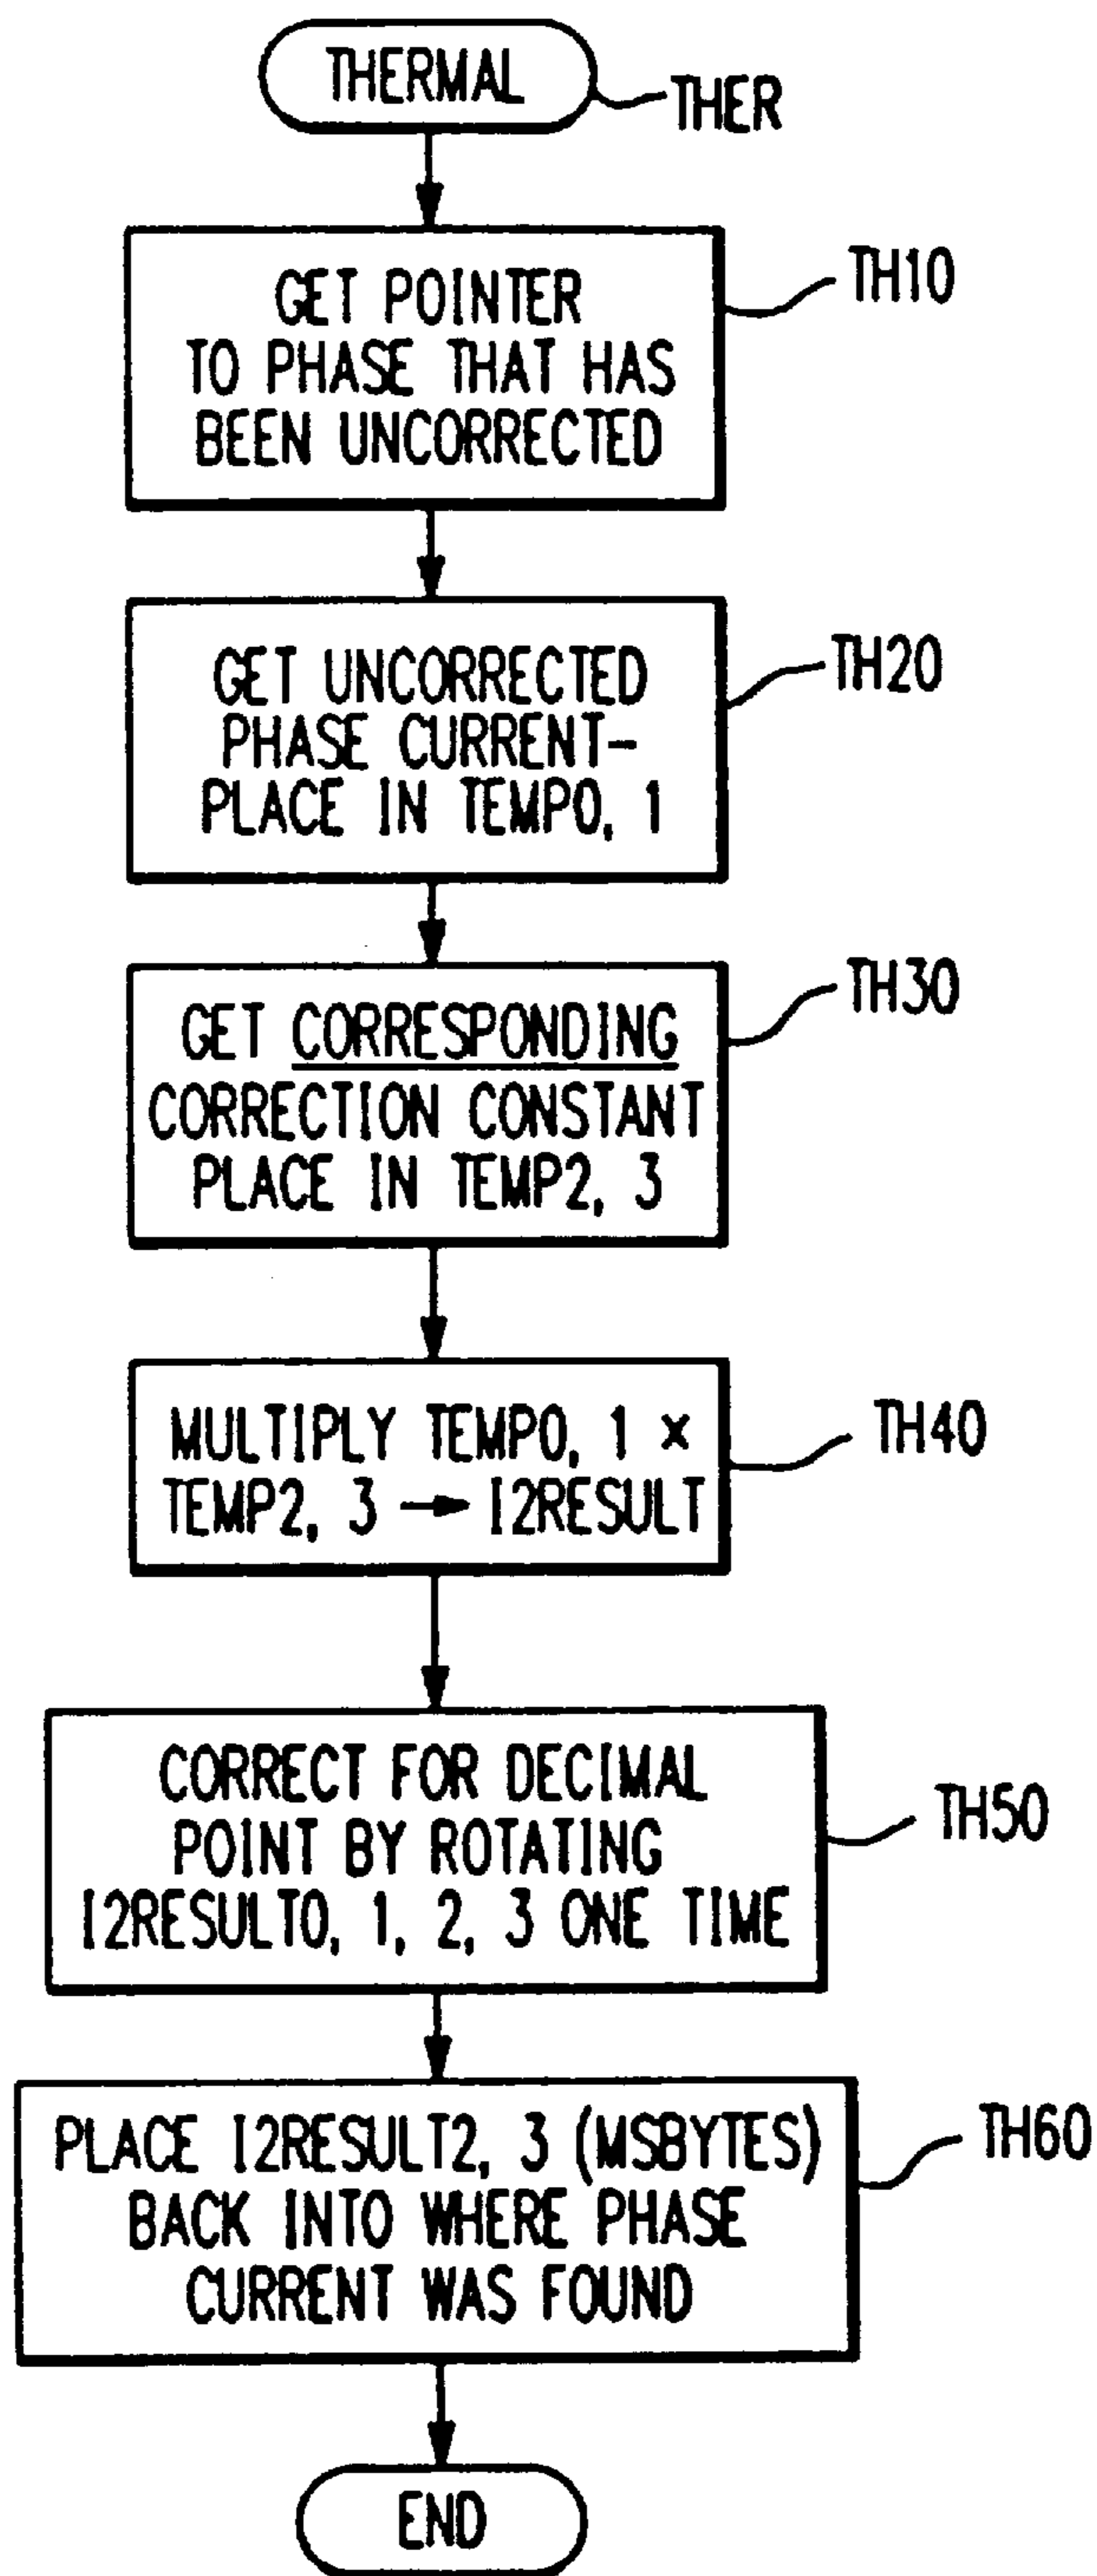 THERMAL
THER
GET POINTER
TO PHASE THAT HAS
BEEN UNCORRECTED
TH10
GET UNCORRECTED
PHASE CURRENT-
PLACE IN TEMP0, 1
TH20
GET CORRESPONDING
CORRECTION CONSTANT
PLACE IN TEMP2, 3
TH30
MULTIPLY TEMP0, 1 ×
TEMP2, 3 → I2RESULT
TH40
CORRECT FOR DECIMAL
POINT BY ROTATING
I2RESULT0, 1, 2, 3 ONE TIME
TH50
PLACE I2RESULT2, 3 (MSBYTES)
BACK INTO WHERE PHASE
CURRENT WAS FOUND
TH60
END